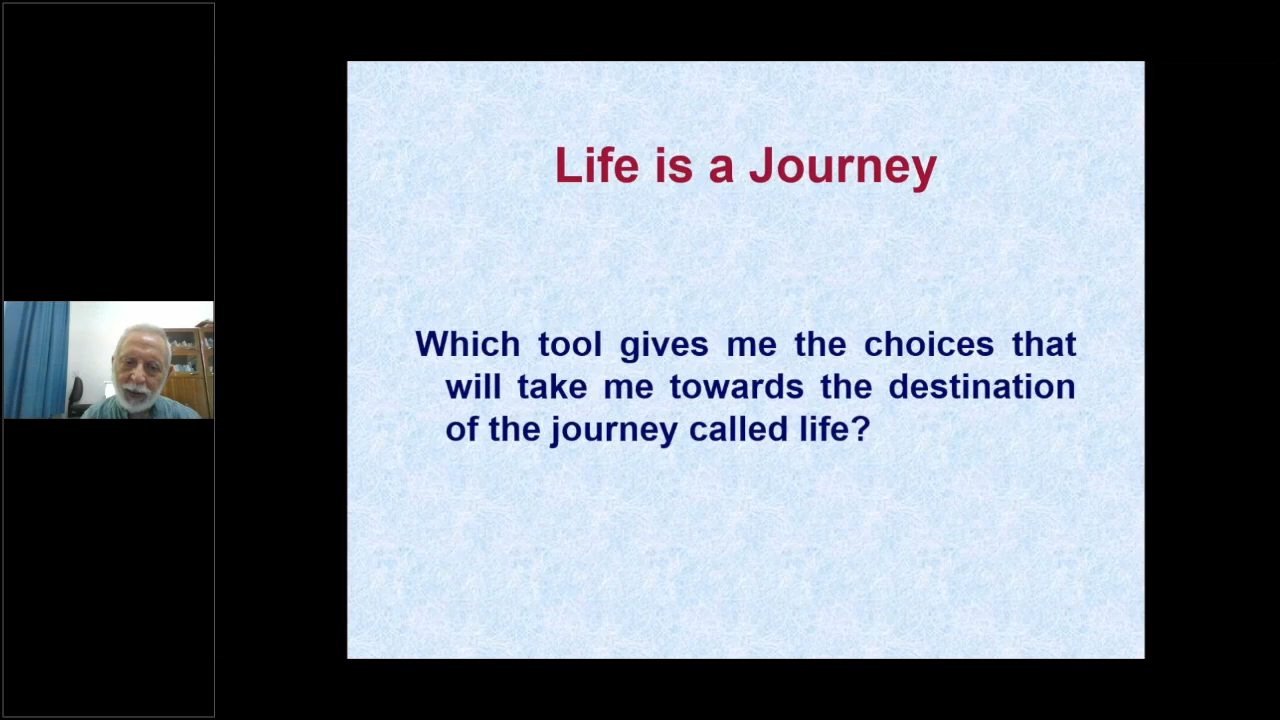 Life is a Journey
Which tool gives me the choices that
will take me towards the destination
of the journey called life?